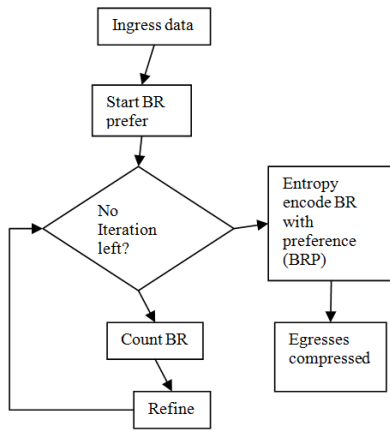 Ingress data
Start BR
prefer
No
Iteration
left?
Entropy
encode BR
with
preference
(BRP)
Count BR
Egresses
compressed
Refine